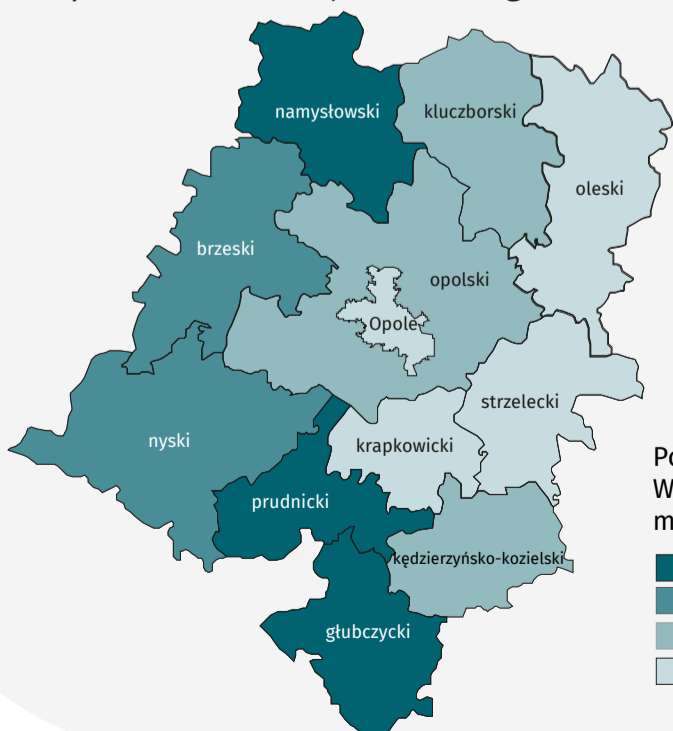 namysłowski
kluczborski
oleski
brzeski
opolski
Opole
strzelecki
nyski
krapkowicki
prudnicki
kędzierzyńsko-kozielski
głubczycki